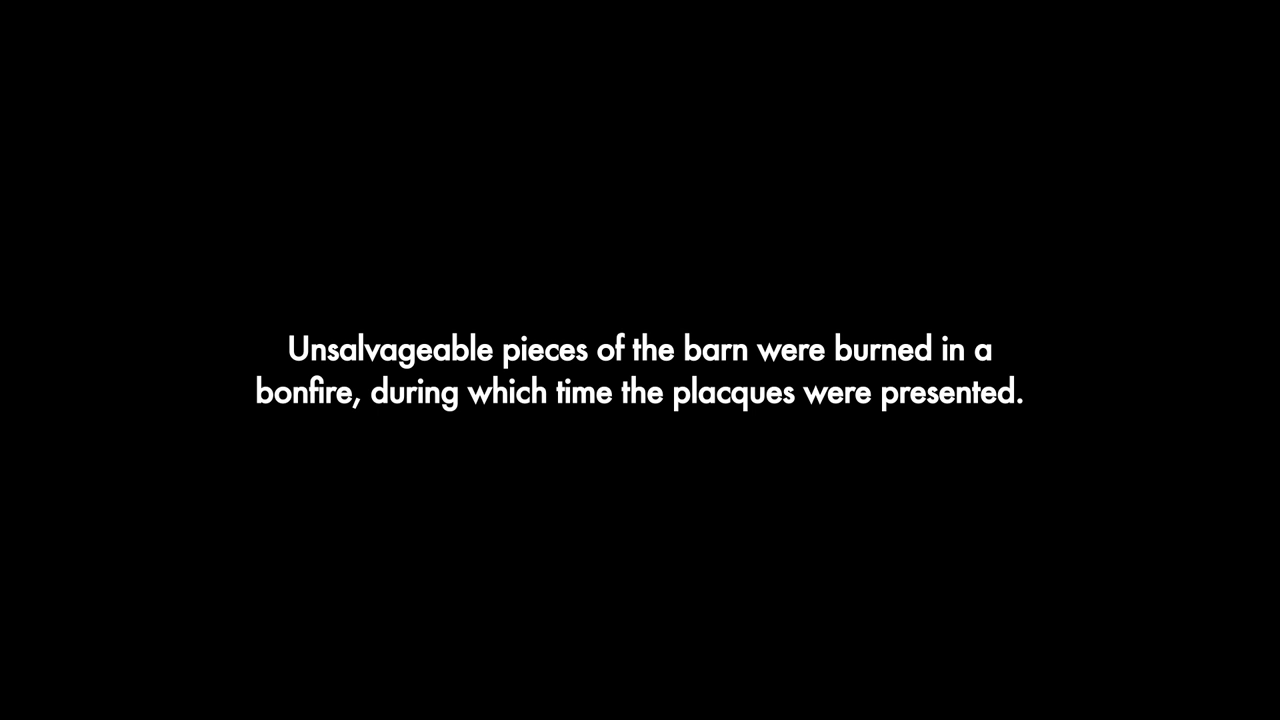 Unsalvageable pieces of the barn were burned in a
bonfire, during which time the placques were presented.